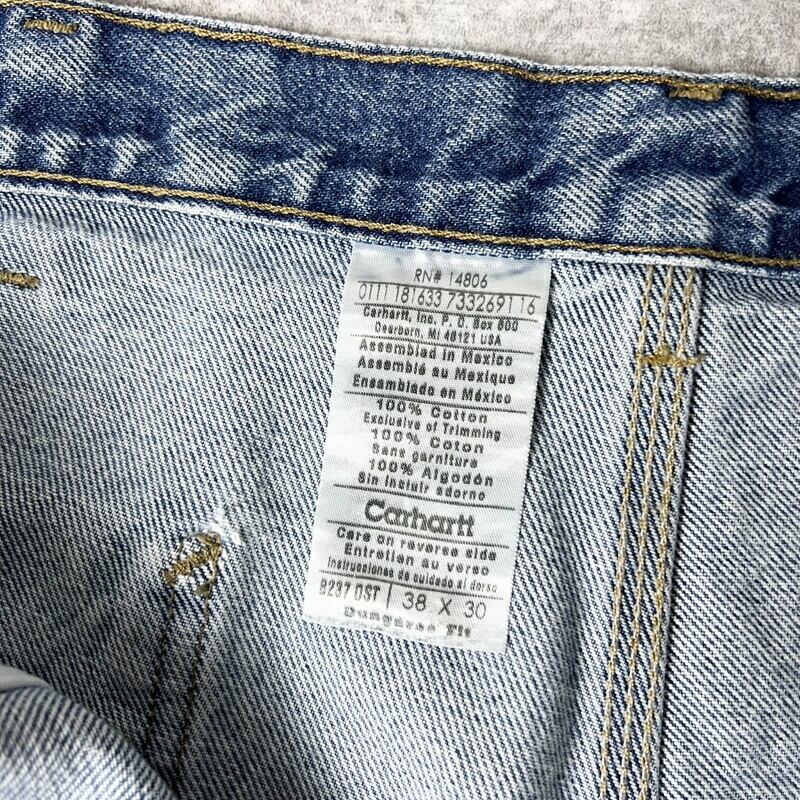 RN# 14806
0111 181633 7332691 16
Carhartt, Inc. P. O. Box 600
Dearborn, MI 48121 USA
Assembled in Mexico
Assemblé au Mexique
Ensamblado en México
100% Cotton
Exclusive of Trimming
100% Coton
Sans garniture
100% Algodón
Sin incluir adorno
Carhartt
Care on reverse side
Entretien au verso
Instrucciones de cuidado al dorso
B237 DST 38 X 30
Dungaree Fit